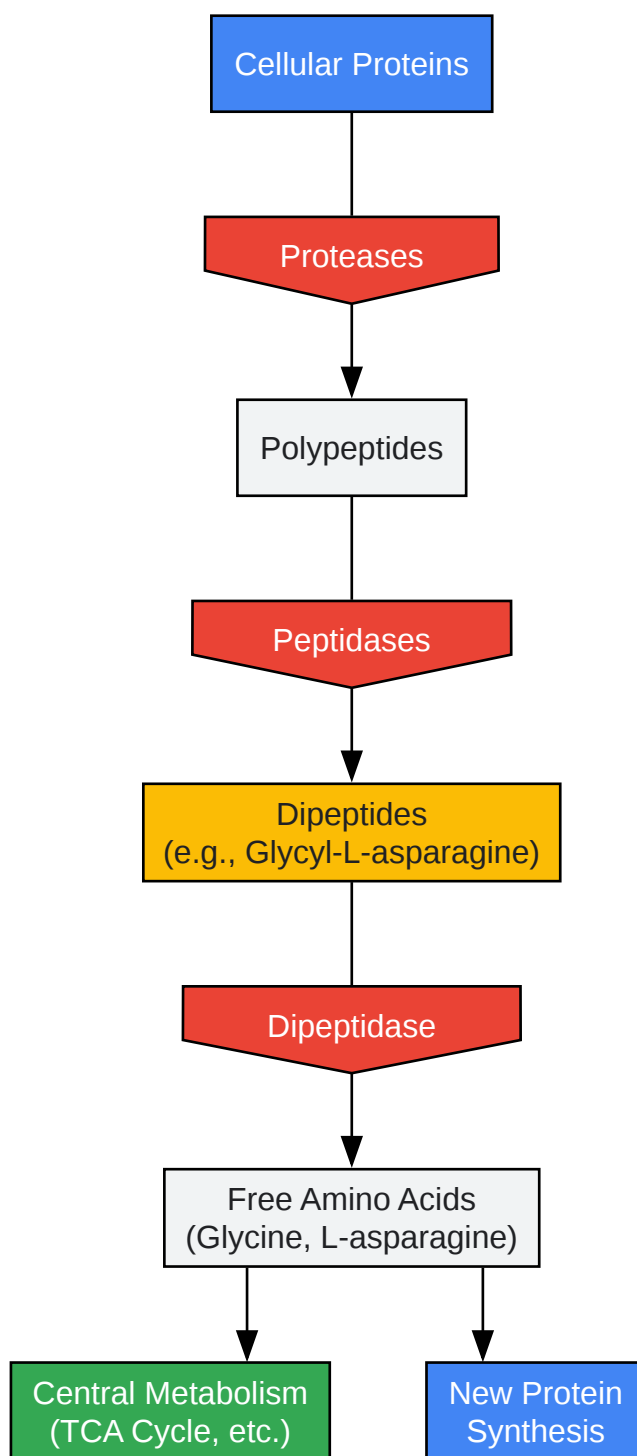 Cellular Proteins
Proteases
Polypeptides
Peptidases
Dipeptides
(e.g., Glycyl-L-asparagine)
Dipeptidase
Free Amino Acids
(Glycine, L-asparagine)
Central Metabolism
(TCA Cycle, etc.)
New Protein
Synthesis